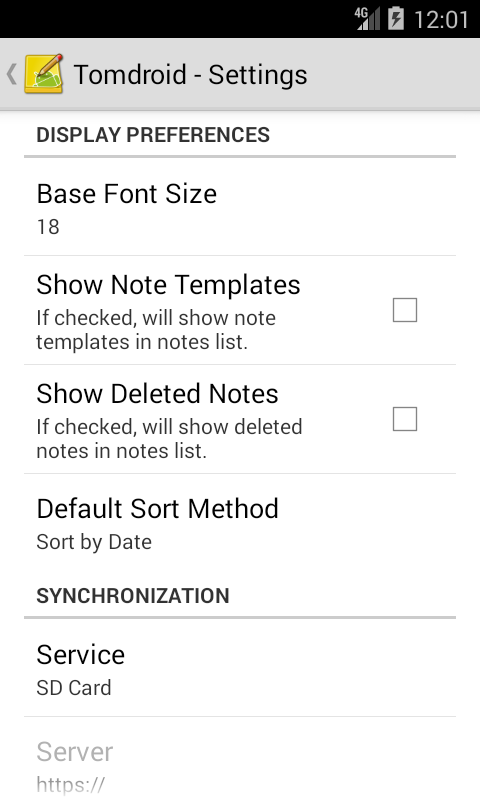 4G 12:01
Tomdroid - Settings
DISPLAY PREFERENCES
Base Font Size
18
Show Note Templates
If checked, will show note
templates in notes list.
Show Deleted Notes
If checked, will show deleted
notes in notes list.
Default Sort Method
Sort by Date
SYNCHRONIZATION
Service
SD Card
Server
https://